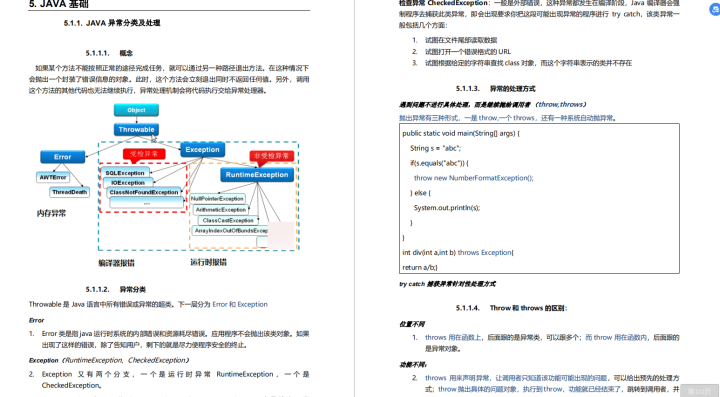 5. JAVA 基础
5.1.1. JAVA 异常分类及处理
5.1.1.1. 概念
如果某个方法不能按照正常的途径完成任务，就可以通过另一种路径退出方法。在这种情况下
会抛出一个封装了错误信息的对象。此时，这个方法会立刻退出同时不返回任何值。另外，调用
这个方法的其他代码也无法继续执行，异常处理机制会将代码执行交给异常处理器。
Object
Throwable
Error
受检异常
Exception
非受检异常
AWTError
ThreadDeath
SQLException
IOException
ClassNotFoundException
...
RuntimeException
NullPointerException
ArithmeticException
ClassCastException
ArrayIndexOutOfBundsExcep
内存异常
编译器报错
运行时报错
5.1.1.2. 异常分类
Throwable 是 Java 语言中所有错误或异常的超类。下一层分为 Error 和 Exception
Error
1. Error 类是指 java 运行时系统的内部错误和资源耗尽错误。应用程序不会抛出该类对象。如果
出现了这样的错误，除了告知用户，剩下的就是尽力使程序安全的终止。
Exception（RuntimeException、CheckedException）
2. Exception 又有两个分支，一个是运行时异常 RuntimeException，一个是
CheckedException。
检查异常 CheckedException：一般是外部错误，这种异常都发生在编译阶段，Java 编译器会强
制程序去捕获此类异常，即会出现要求你把这段可能出现异常的程序进行 try catch，该类异常一
般包括几个方面：
1. 试图在文件尾部读取数据
2. 试图打开一个错误格式的 URL
3. 试图根据给定的字符串查找 class 对象，而这个字符串表示的类并不存在
5.1.1.3. 异常的处理方式
遇到问题不进行具体处理，而是继续抛给调用者 （throw,throws）
抛出异常有三种形式，一是 throw,一个 throws，还有一种系统自动抛异常。
public static void main(String[] args) {
String s = "abc";
if(s.equals("abc")) {
throw new NumberFormatException();
} else {
System.out.println(s);
}
}
int div(int a,int b) throws Exception{
return a/b;}
try catch 捕获异常针对性处理方式
5.1.1.4. Throw 和 throws 的区别：
位置不同
1. throws 用在函数上，后面跟的是异常类，可以跟多个；而 throw 用在函数内，后面跟的
是异常对象。
功能不同：
2. throws 用来声明异常，让调用者只知道该功能可能出现的问题，可以给出预先的处理方
式；throw 抛出具体的问题对象，执行到 throw，功能就已经结束了，跳转到调用者，并